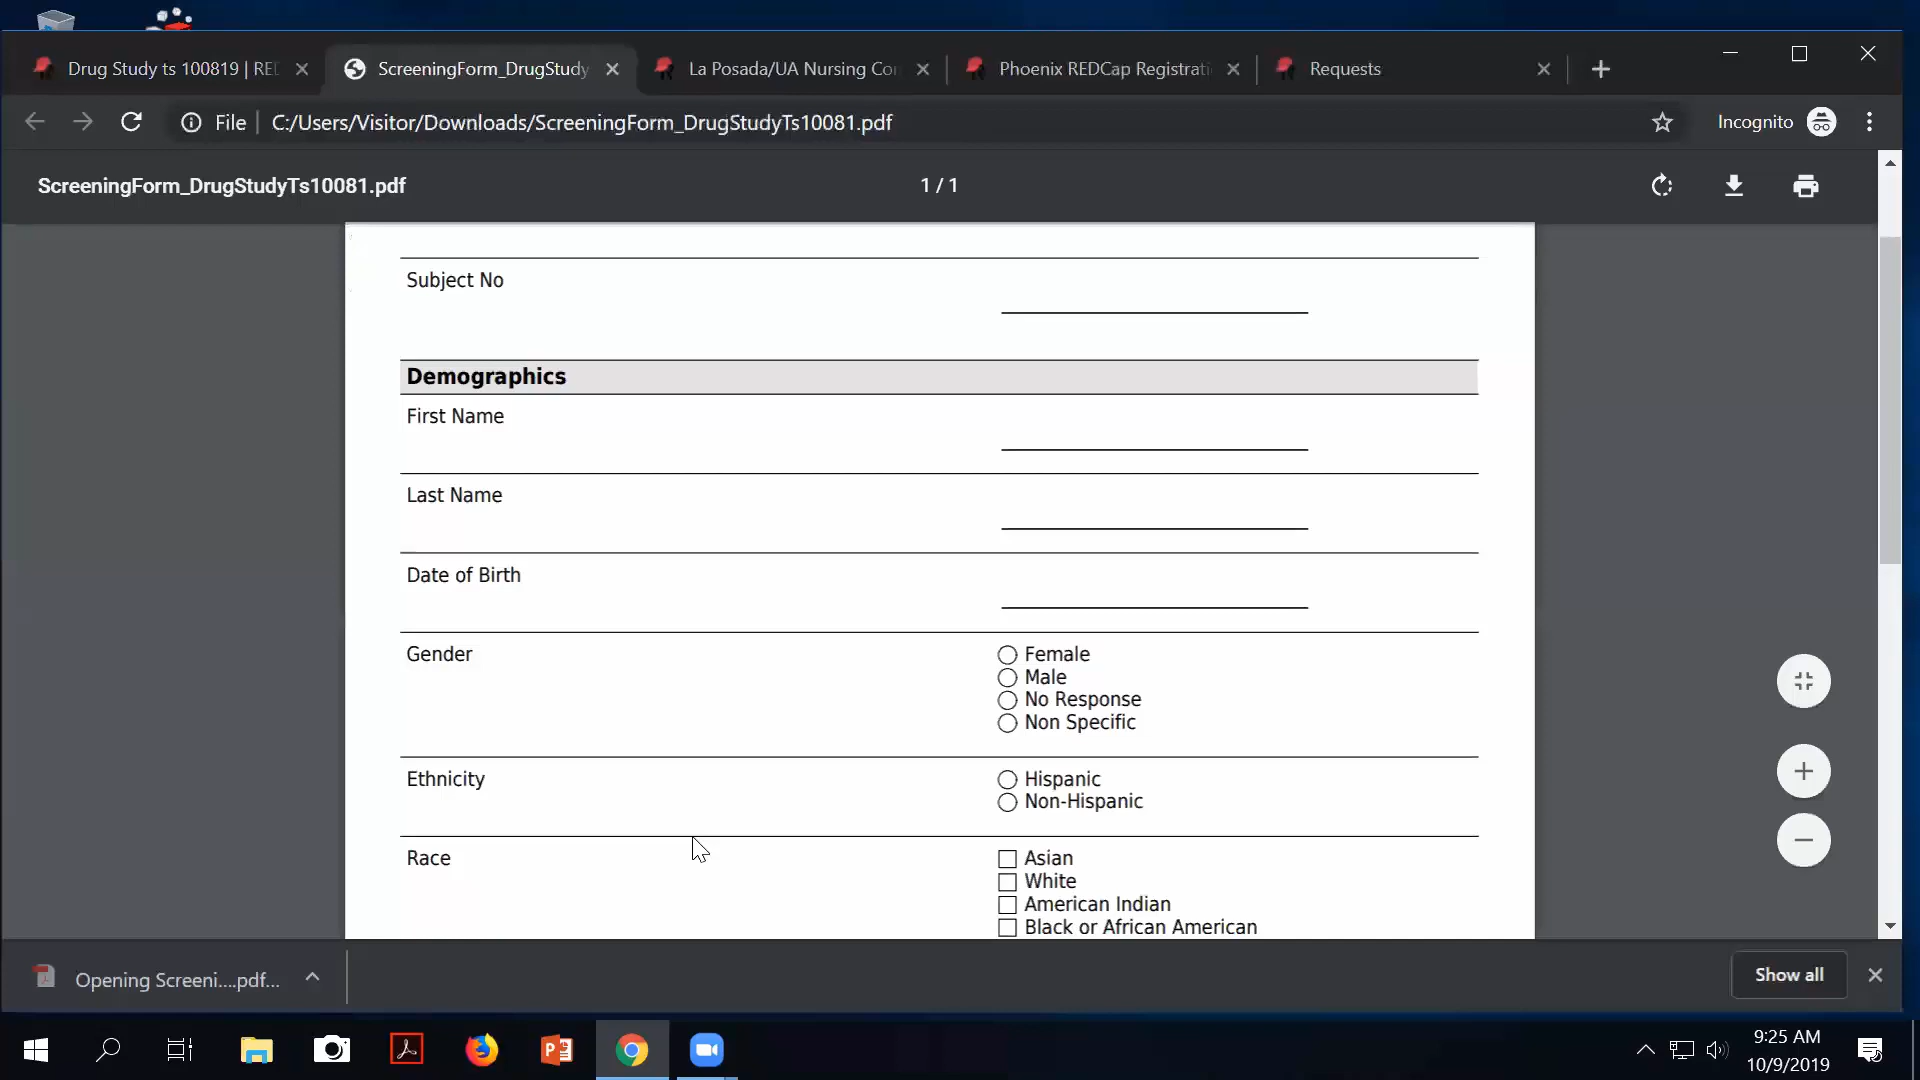 Drug Study ts 100819 | RED
ScreeningForm_DrugStudy
La Posada/UA Nursing Co
Phoenix REDCap Registrati
Requests
File
C:/Users/Visitor/Downloads/ScreeningForm_DrugStudyTs10081.pdf
Incognito
ScreeningForm_DrugStudyTs10081.pdf
1 / 1
Subject No
Demographics
First Name
Last Name
Date of Birth
Gender
Female
Male
No Response
Non Specific
Ethnicity
Hispanic
Non-Hispanic
Race
Asian
White
American Indian
Black or African American
Opening Screeni....pdf...
Show all
9:25 AM
10/9/2019